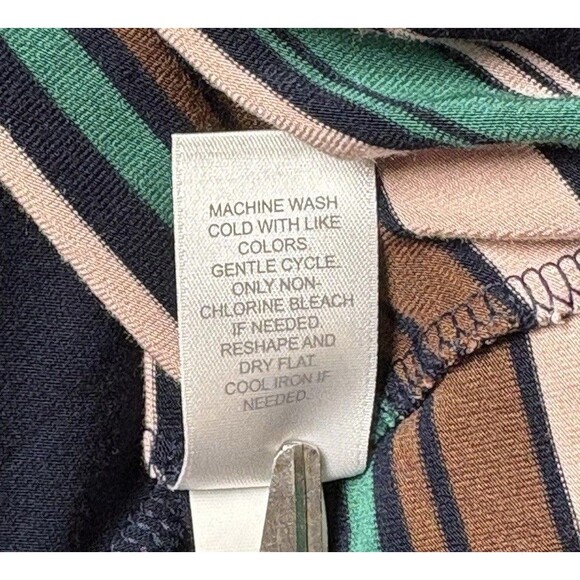 MACHINE WASH
COLD WITH LIKE
COLORS.
GENTLE CYCLE.
ONLY NON-
CHLORINE BLEACH
IF NEEDED.
RESHAPE AND
DRY FLAT.
COOL IRON IF
NEEDED.